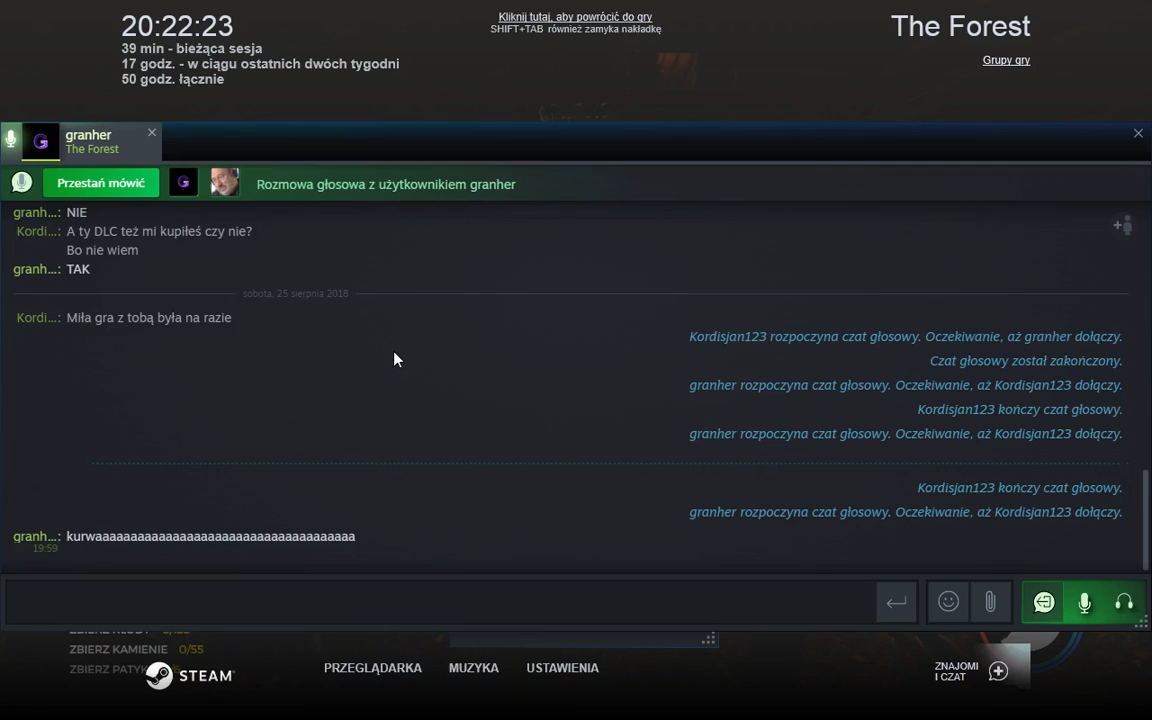 20:22:23
39 min - bieżąca sesja
17 godz. - w ciągu ostatnich dwóch tygodni
50 godz. łącznie
Kliknij tutaj, aby powrócić do gry
SHIFT+TAB również zamyka nakładkę
The Forest
Grupy gry
G granher
The Forest
Przestań mówić G Rozmowa głosowa z użytkownikiem granher
granh...: NIE
Kordi...: A ty DLC też mi kupiłeś czy nie?
Bo nie wiem
granh...: TAK
sobota, 25 sierpnia 2018
Kordi...: Miła gra z tobą była na razie
Kordisjan123 rozpoczyna czat głosowy. Oczekiwanie, aż granher dołączy.
Czat głosowy został zakończony.
granher rozpoczyna czat głosowy. Oczekiwanie, aż Kordisjan123 dołączy.
Kordisjan123 kończy czat głosowy.
granher rozpoczyna czat głosowy. Oczekiwanie, aż Kordisjan123 dołączy.
Kordisjan123 kończy czat głosowy.
granher rozpoczyna czat głosowy. Oczekiwanie, aż Kordisjan123 dołączy.
granh...: kurwaaaaaaaaaaaaaaaaaaaaaaaaaaaaaaaaaaaaa
19:59
ZBIERZ KAMIENIE 0/55
ZBIERZ
STEAM
PRZEGLĄDARKA MUZYKA USTAWIENIA
ZNAJOMI
I CZAT